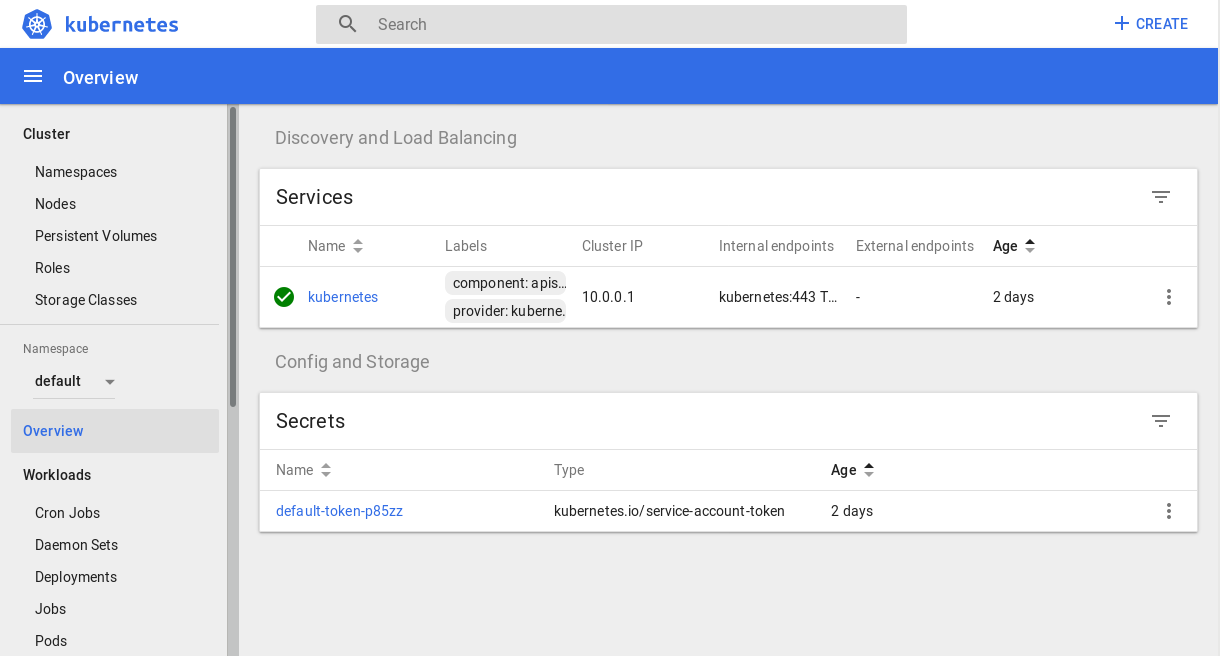 kubernetes
Search
CREATE
Overview
Cluster
Namespaces
Nodes
Persistent Volumes
Roles
Storage Classes
Namespace
default
Overview
Workloads
Cron Jobs
Daemon Sets
Deployments
Jobs
Pods
Discovery and Load Balancing
Services
Name Labels Cluster IP Internal endpoints External endpoints Age
component: apis...
kubernetes 10.0.0.1 kubernetes:443 T... - 2 days
provider: kuberne.
Config and Storage
Secrets
Name Type Age
default-token-p85zz kubernetes.io/service-account-token 2 days